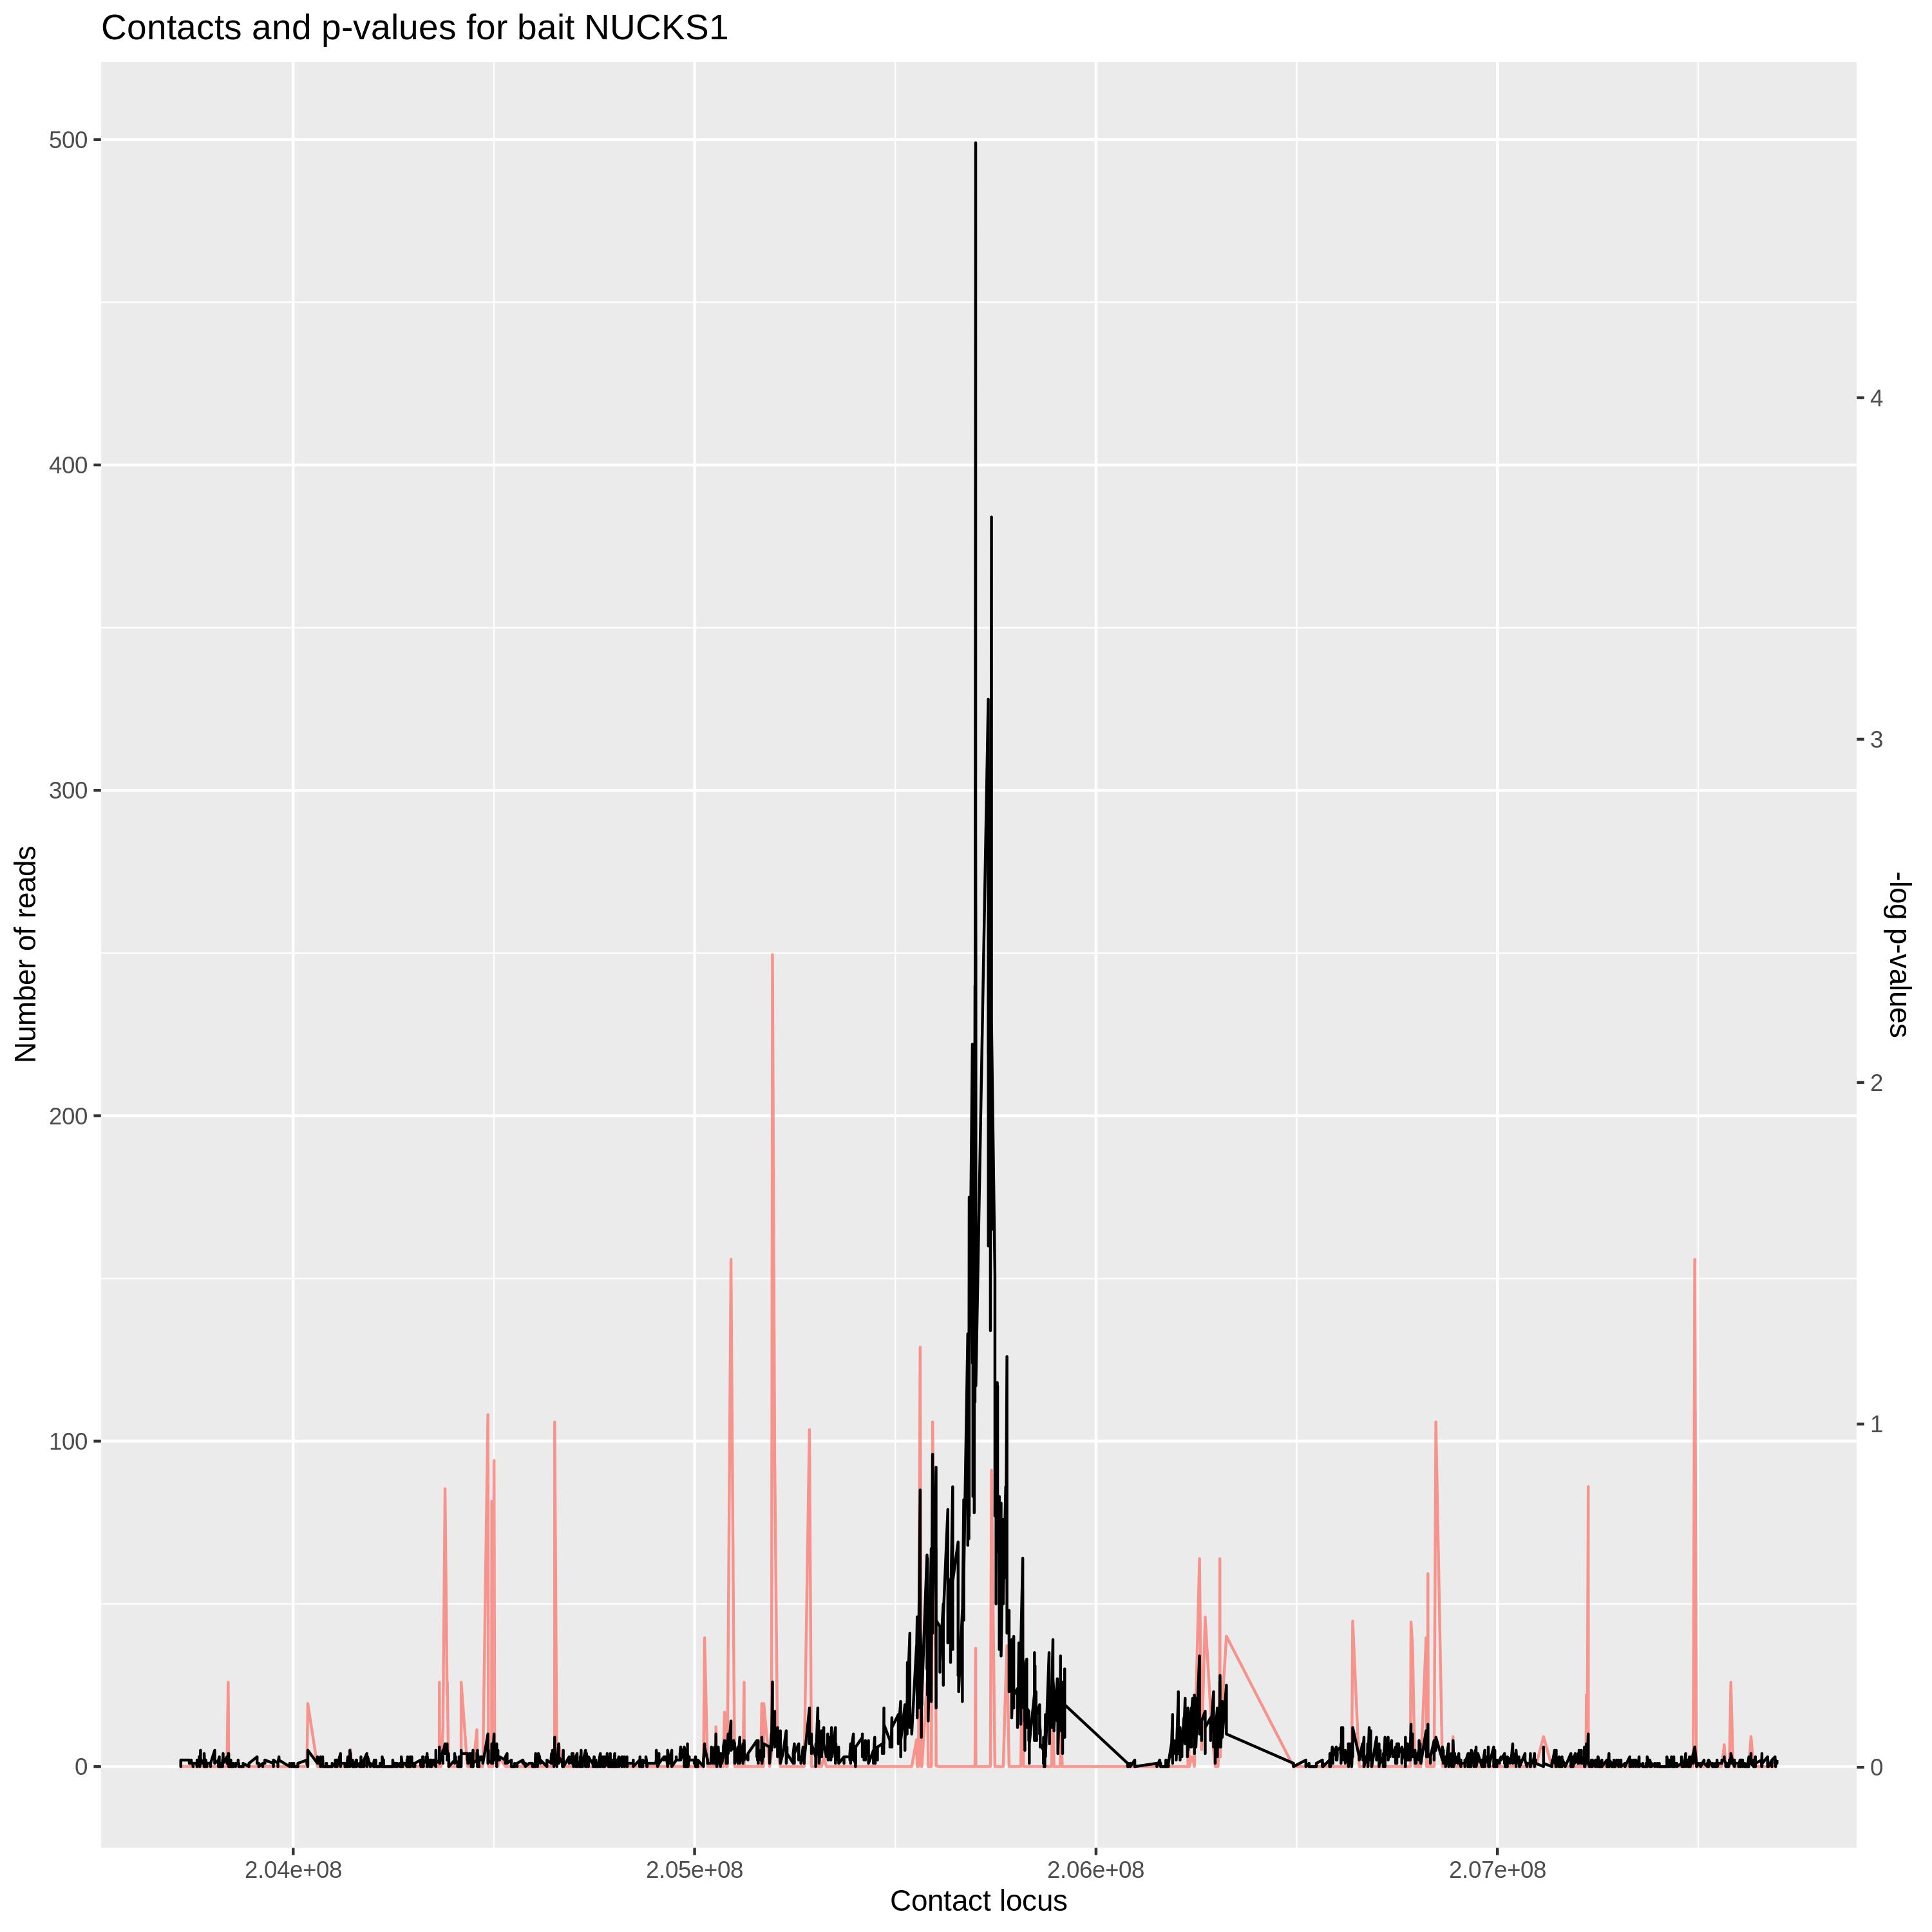 Contacts and p-values for bait NUCKS1
500
400
300
200
100
0
Number of reads
4
3
2
1
0
-log p-values
2.04e+08
2.05e+08
2.06e+08
2.07e+08
Contact locus